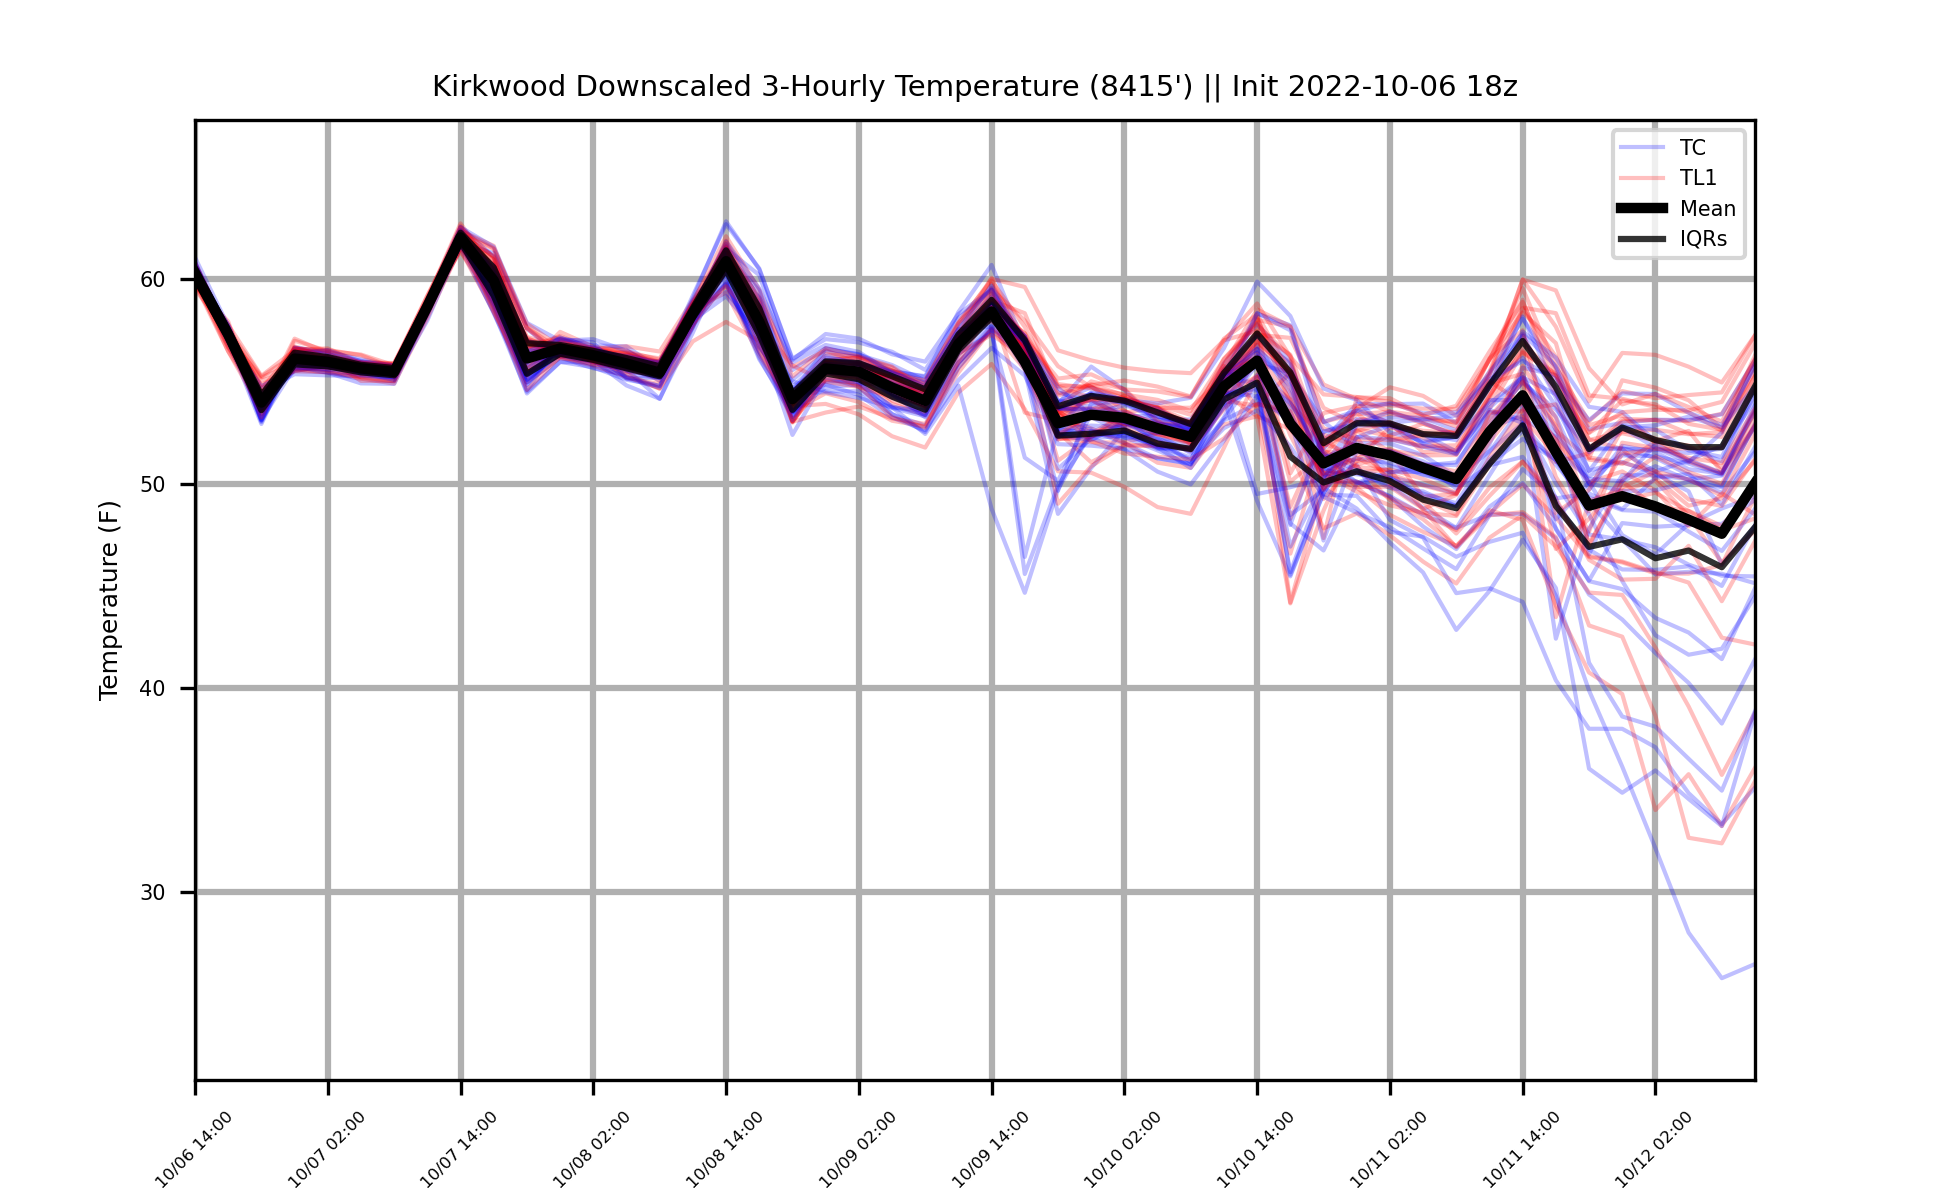 Kirkwood Downscaled 3-Hourly Temperature (8415') || Init 2022-10-06 18z
TC
TL1
Mean
IQRs
Temperature (F)
60
50
40
30
10/06 14:00
10/07 02:00
10/07 14:00
10/08 02:00
10/08 14:00
10/09 02:00
10/09 14:00
10/10 02:00
10/10 14:00
10/11 02:00
10/11 14:00
10/12 02:00